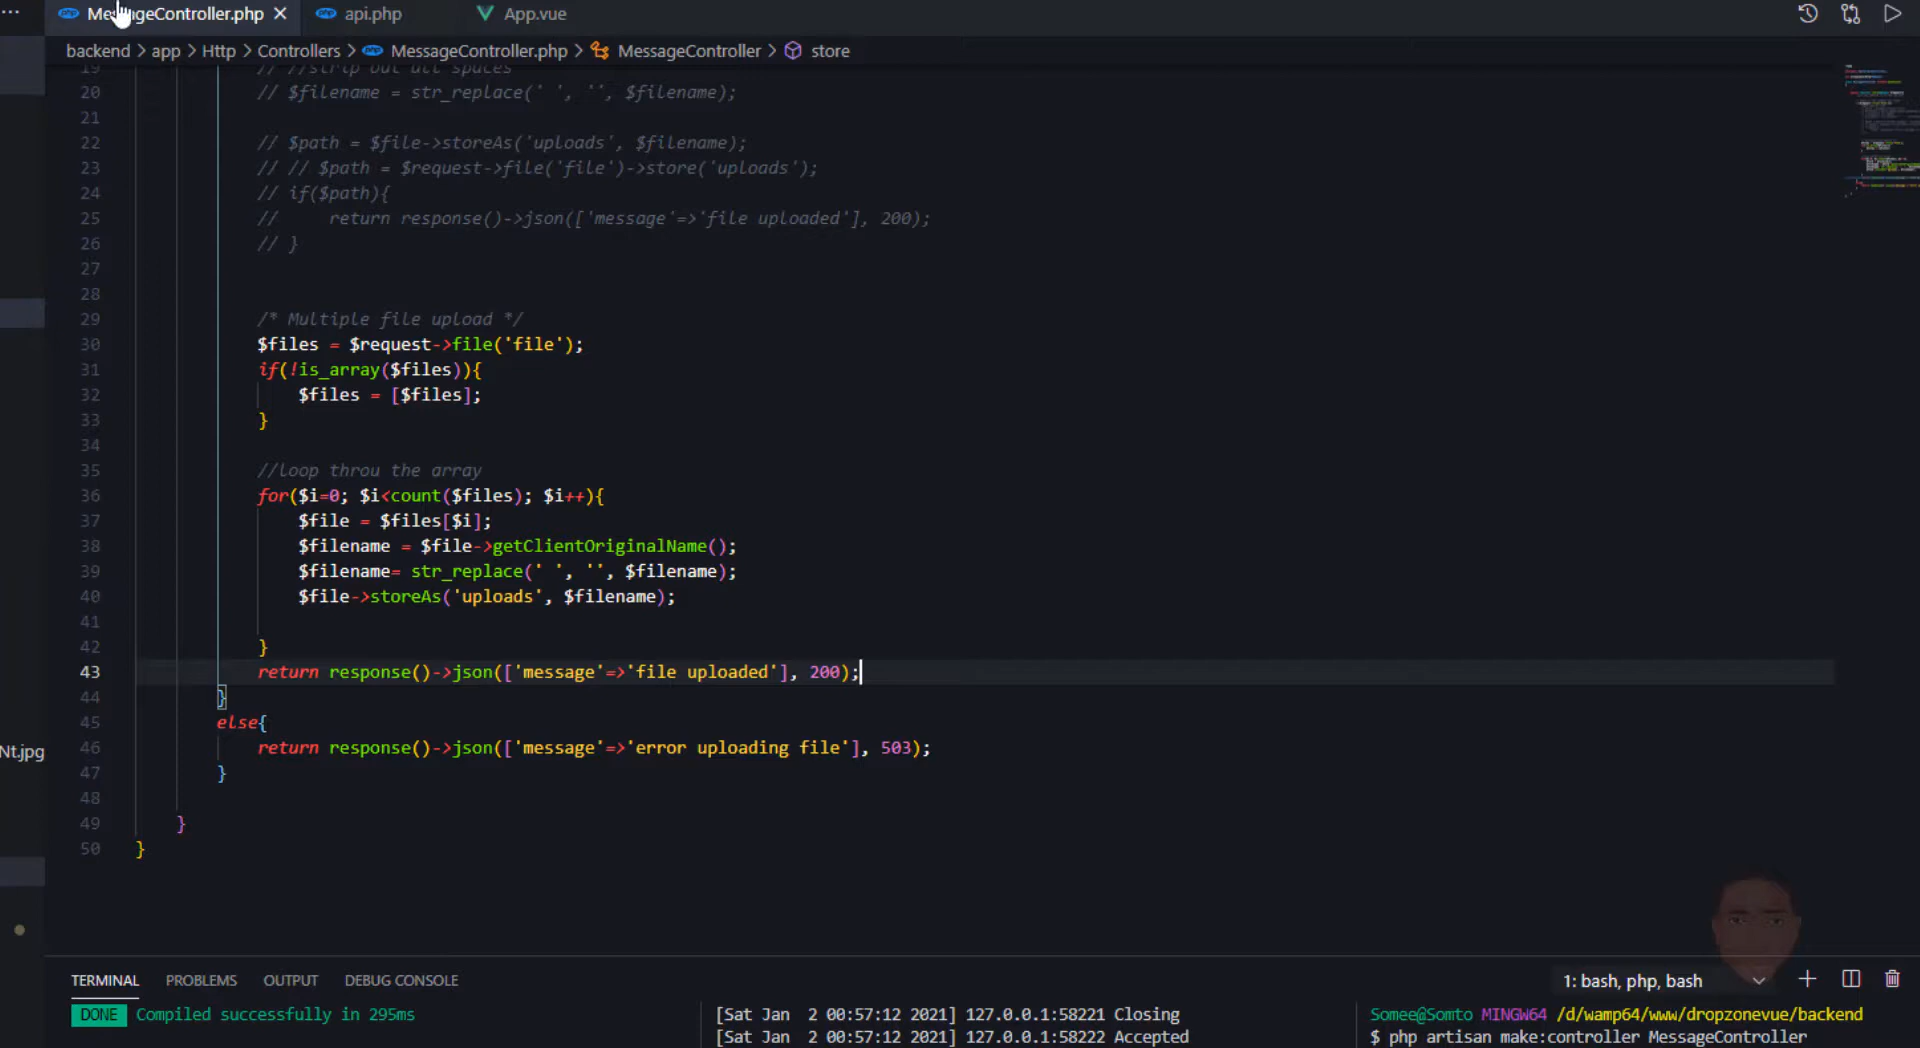 MessageController.php × api.php App.vue
backend > app > Http > Controllers > MessageController.php > MessageController > store
19 // //strip out all spaces
20 // $filename = str_replace(' ', '', $filename);
21
22 // $path = $file->storeAs('uploads', $filename);
23 // // $path = $request->file('file')->store('uploads');
24 // if($path){
25 //     return response()->json(['message'=>'file uploaded'], 200);
26 // }
27
28
29 /* Multiple file upload */
30 $files = $request->file('file');
31 if(!is_array($files)){
32     $files = [$files];
33 }
34
35 //loop throu the array
36 for($i=0; $i<count($files); $i++){
37     $file = $files[$i];
38     $filename = $file->getClientOriginalName();
39     $filename= str_replace(' ', '', $filename);
40     $file->storeAs('uploads', $filename);
41
42 }
43 return response()->json(['message'=>'file uploaded'], 200);
44 }
45 else{
46     return response()->json(['message'=>'error uploading file'], 503);
47 }
48
49 }
50 }
Nt.jpg
TERMINAL PROBLEMS OUTPUT DEBUG CONSOLE 1: bash, php, bash
DONE Compiled successfully in 295ms
[Sat Jan  2 00:57:12 2021] 127.0.0.1:58221 Closing
[Sat Jan  2 00:57:12 2021] 127.0.0.1:58222 Accepted
Somee@Somto MINGW64 /d/wamp64/www/dropzonevue/backend
$ php artisan make:controller MessageController